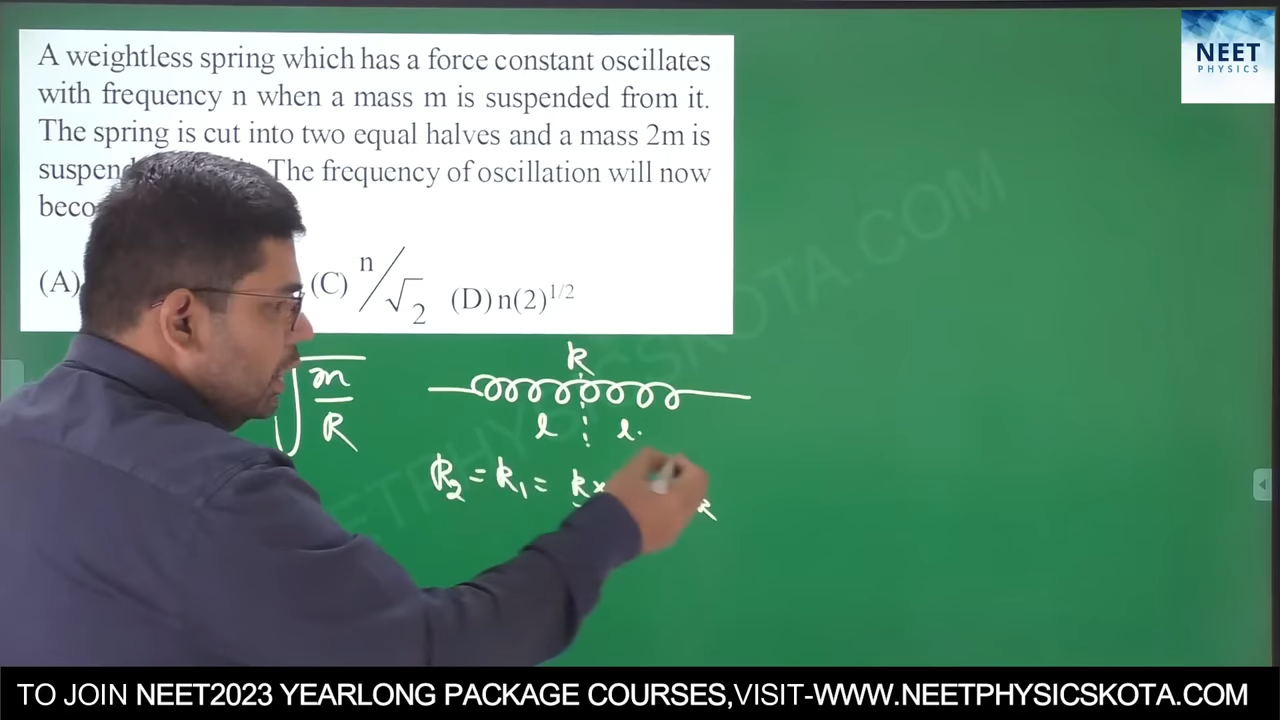 A weightless spring which has a force constant oscillates
with frequency n when a mass m is suspended from it.
The spring is cut into two equal halves and a mass 2m is
The frequency of oscillation will now
(A)
(C) n/√2 (D) n(2)^1/2
NEET
PHYSICS
√m/k
k
l l.
k₂ = k₁ = k×
NEETPHYSICSKOTA.COM
TO JOIN NEET2023 YEARLONG PACKAGE COURSES,VISIT-WWW.NEETPHYSICSKOTA.COM